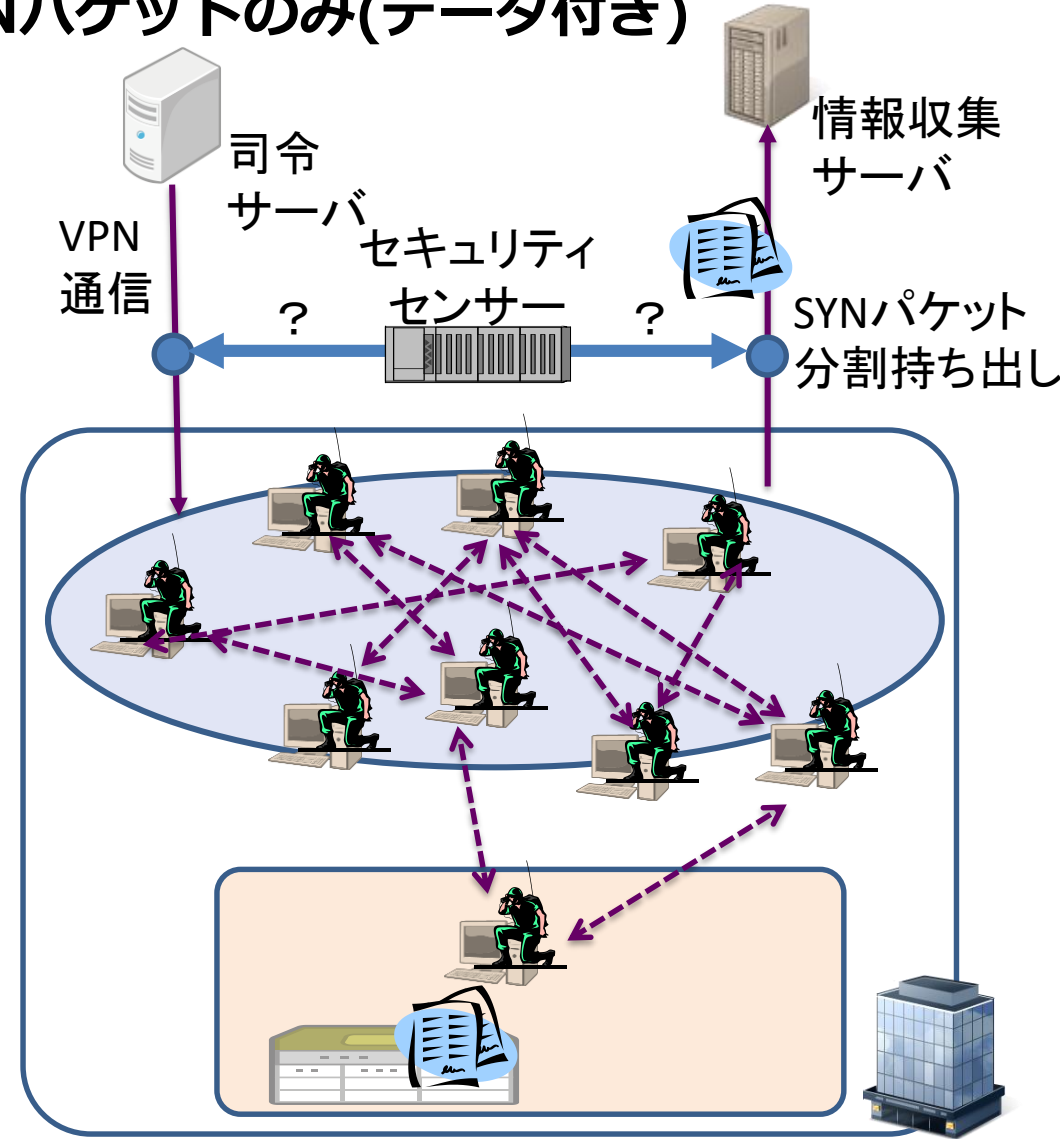 Nパケットのみ(データ付き)
情報収集
サーバ
司令
サーバ
VPN
通信
セキュリティ
センサー
?
?
SYNパケット
分割持ち出し